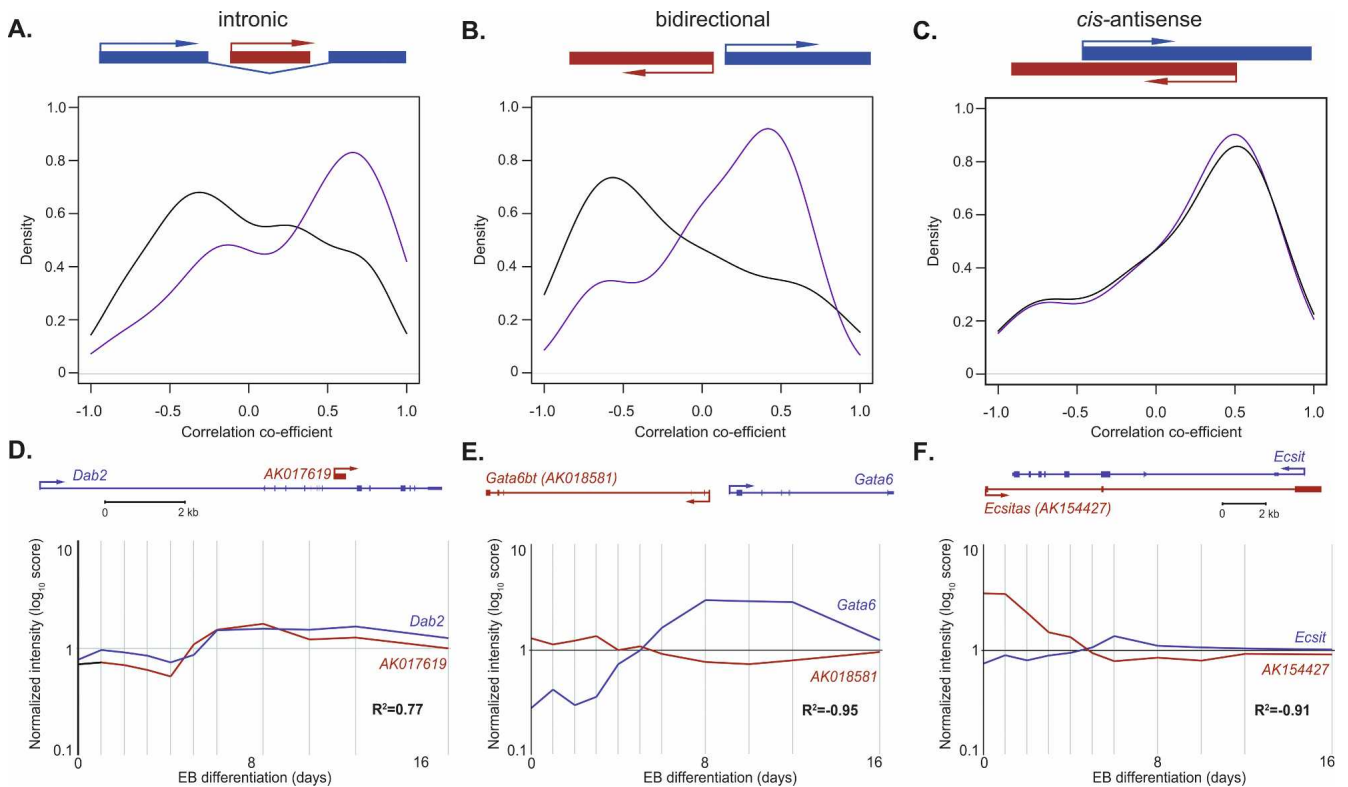 A.
intronic
B.
bidirectional
C.
cis-antisense
1.0
0.8
0.6
0.4
0.2
0
Density
-1.0 -0.5 0.0 0.5 1.0
Correlation co-efficient
1.0
0.8
0.6
0.4
0.2
0
Density
-1.0 -0.5 0.0 0.5 1.0
Correlation co-efficient
1.0
0.8
0.6
0.4
0.2
0
Density
-1.0 -0.5 0.0 0.5 1.0
Correlation co-efficient
D.
Dab2
AK017619
0 2 kb
10
1
0.1
Normalized intensity (log10 score)
Dab2
AK017619
R2=0.77
0 8 16
EB differentiation (days)
E.
Gata6bt (AK018581)
Gata6
10
1
0.1
Normalized intensity (log10 score)
Gata6
AK018581
R2=-0.95
0 8 16
EB differentiation (days)
F.
Ecsit
Ecsitas (AK154427)
0 2 kb
10
1
0.1
Normalized intensity (log10 score)
Ecsit
AK154427
R2=-0.91
0 8 16
EB differentiation (days)